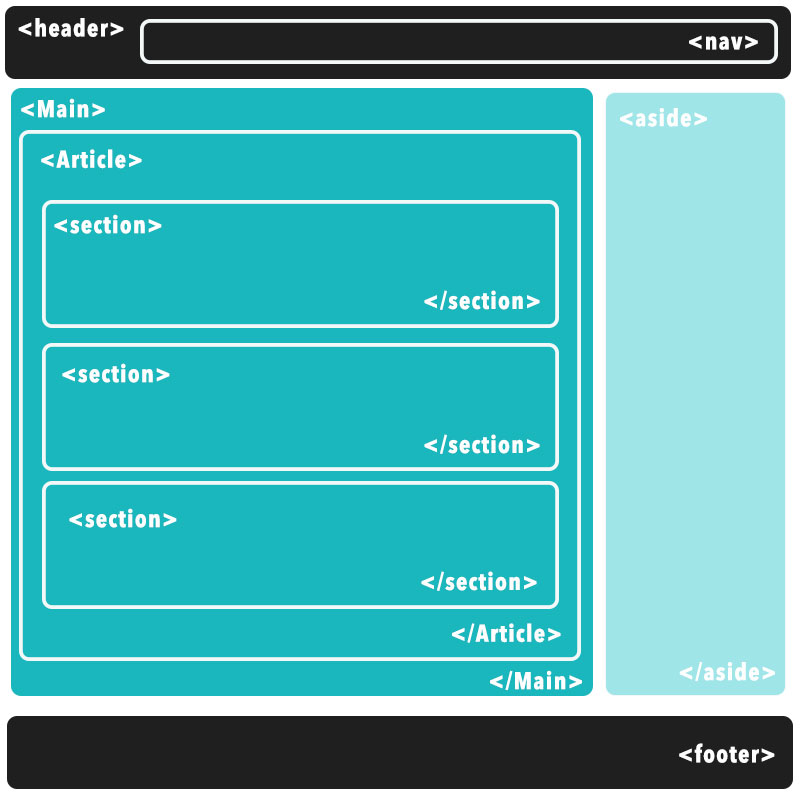 <header>
<nav>
<Main>
<Article>
<section>
</section>
<section>
</section>
<section>
</section>
</Article>
</Main>
<aside>
</aside>
<footer>